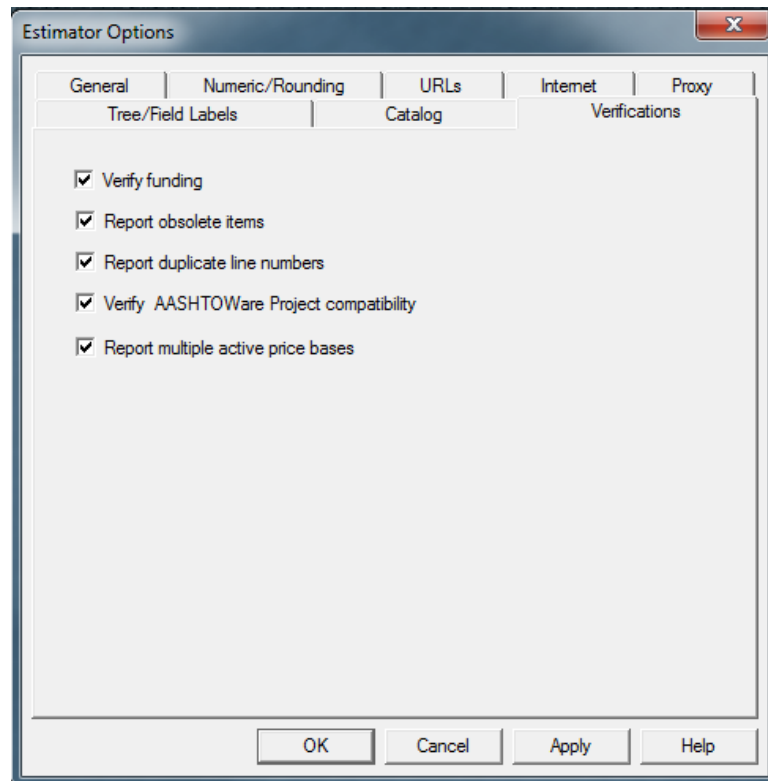 Estimator Options
General Numeric/Rounding URLs Internet Proxy
Tree/Field Labels Catalog Verifications
Verify funding
Report obsolete items
Report duplicate line numbers
Verify AASHTOWare Project compatibility
Report multiple active price bases
OK Cancel Apply Help